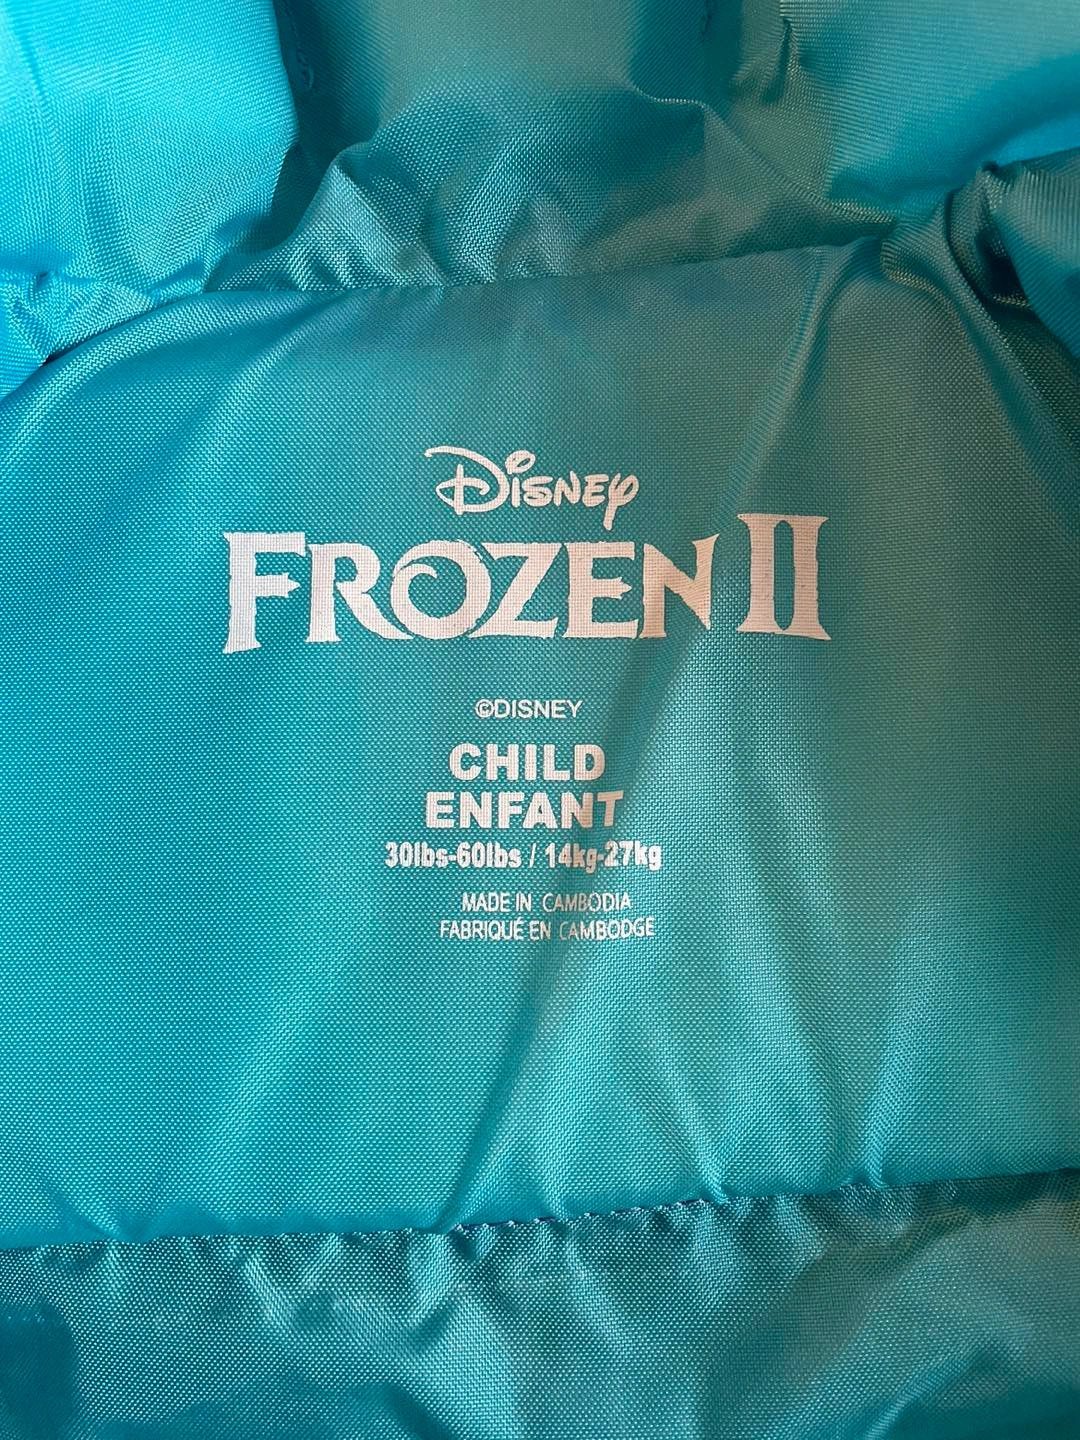 Disney
FROZEN II
©DISNEY
CHILD
ENFANT
30lbs-60lbs / 14kg-27kg
MADE IN CAMBODIA
FABRIQUÉ EN CAMBODGE